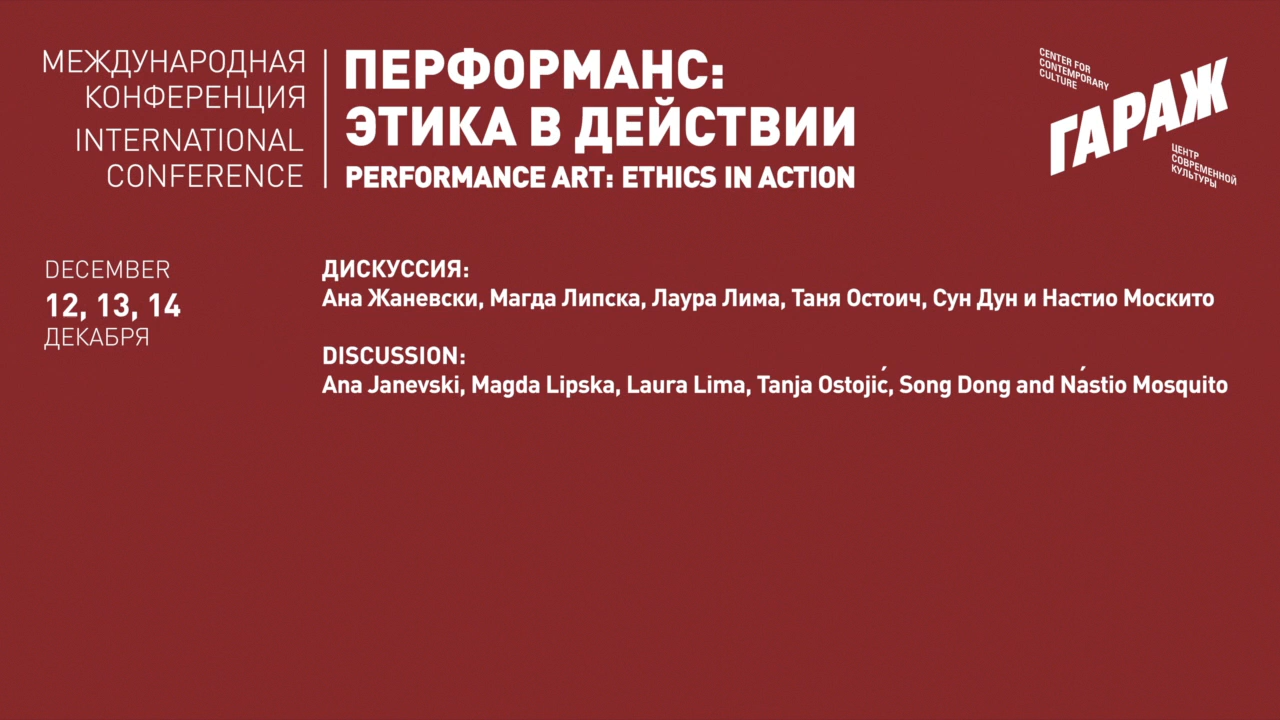 МЕЖДУНАРОДНАЯ
КОНФЕРЕНЦИЯ
INTERNATIONAL
CONFERENCE
ПЕРФОРМАНС:
ЭТИКА В ДЕЙСТВИИ
PERFORMANCE ART: ETHICS IN ACTION
CENTER FOR
CONTEMPORARY
CULTURE
ГАРАЖ
ЦЕНТР
СОВРЕМЕННОЙ
КУЛЬТУРЫ
DECEMBER
12, 13, 14
ДЕКАБРЯ
ДИСКУССИЯ:
Ана Жаневски, Магда Липска, Лаура Лима, Таня Остоич, Сун Дун и Настио Москито
DISCUSSION:
Ana Janevski, Magda Lipska, Laura Lima, Tanja Ostojić, Song Dong and Nástio Mosquito